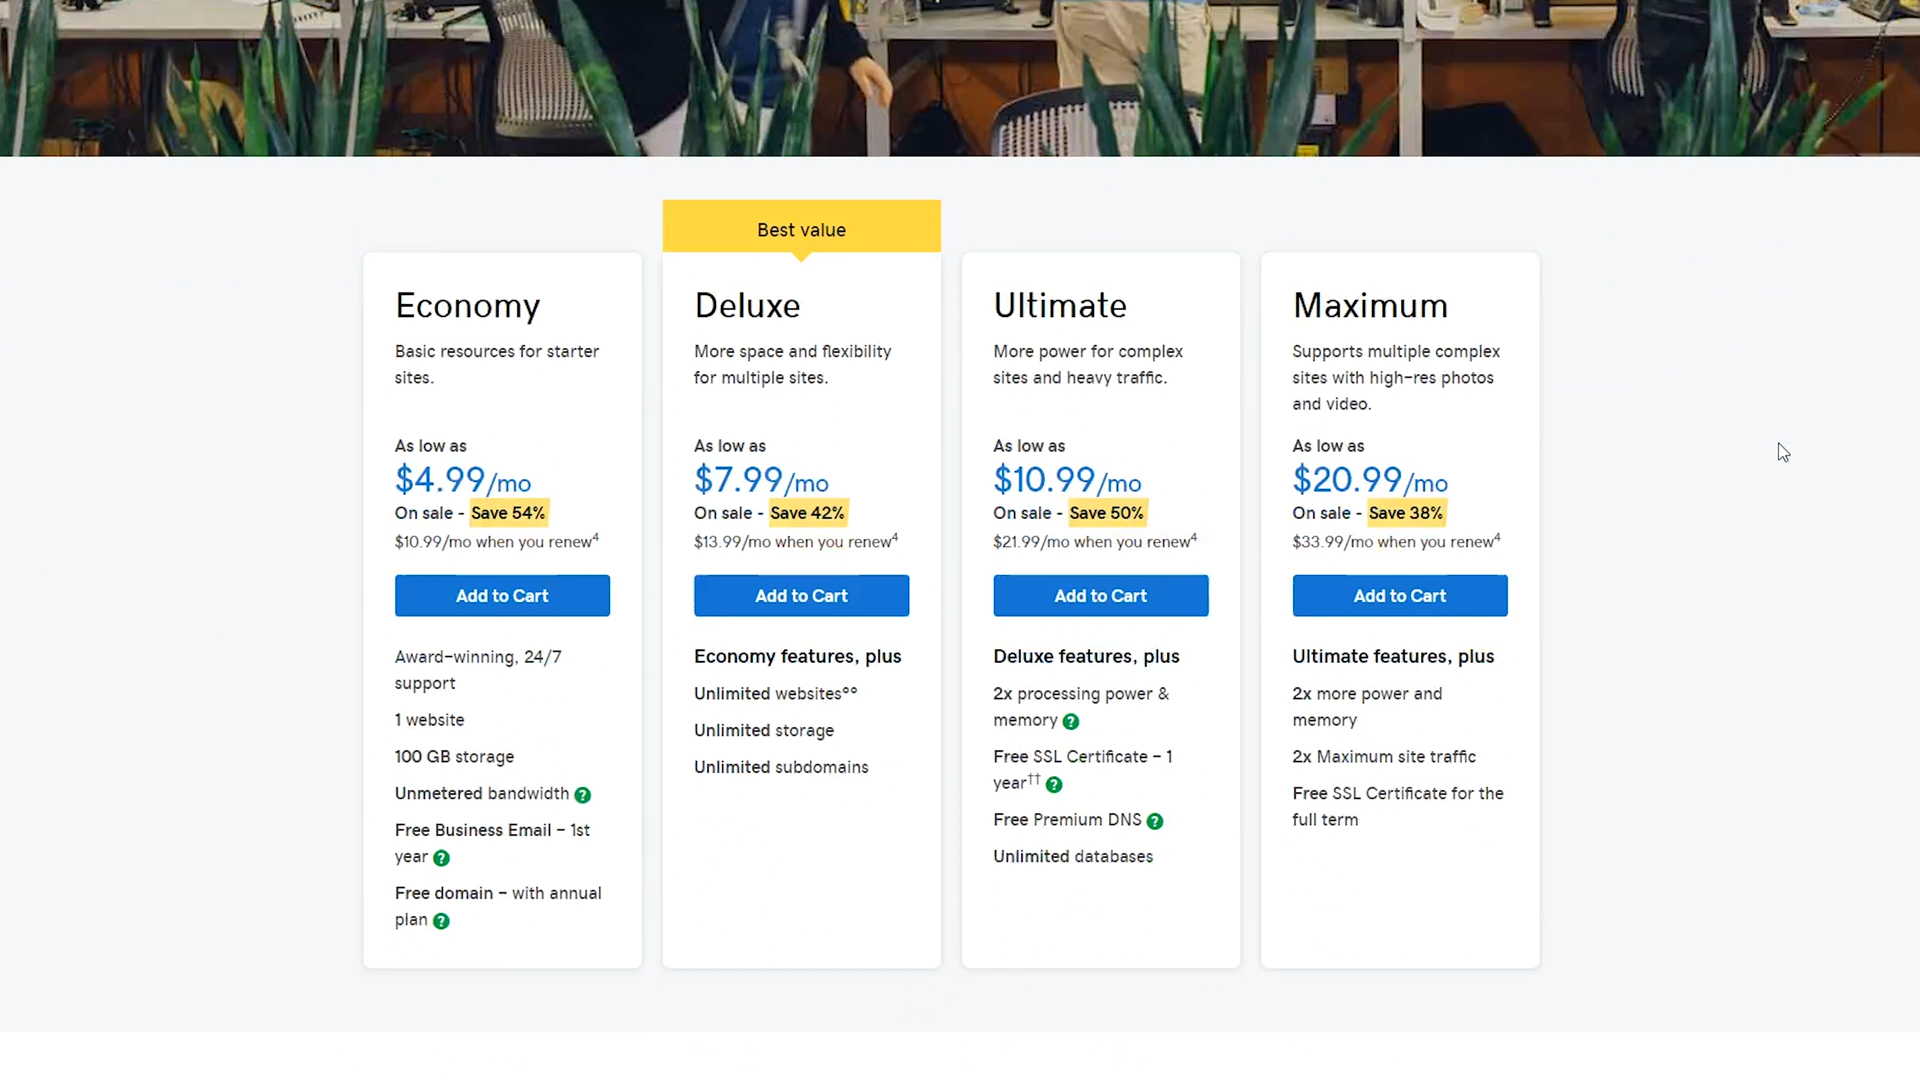 Best value
Economy
Basic resources for starter
sites.
As low as
$4.99/mo
On sale - Save 54%
$10.99/mo when you renew⁴
Add to Cart
Award-winning, 24/7
support
1 website
100 GB storage
Unmetered bandwidth ?
Free Business Email – 1st
year ?
Free domain – with annual
plan ?
Deluxe
More space and flexibility
for multiple sites.
As low as
$7.99/mo
On sale - Save 42%
$13.99/mo when you renew⁴
Add to Cart
Economy features, plus
Unlimited websites°°
Unlimited storage
Unlimited subdomains
Ultimate
More power for complex
sites and heavy traffic.
As low as
$10.99/mo
On sale - Save 50%
$21.99/mo when you renew⁴
Add to Cart
Deluxe features, plus
2x processing power &
memory ?
Free SSL Certificate – 1
year†† ?
Free Premium DNS ?
Unlimited databases
Maximum
Supports multiple complex
sites with high-res photos
and video.
As low as
$20.99/mo
On sale - Save 38%
$33.99/mo when you renew⁴
Add to Cart
Ultimate features, plus
2x more power and
memory
2x Maximum site traffic
Free SSL Certificate for the
full term